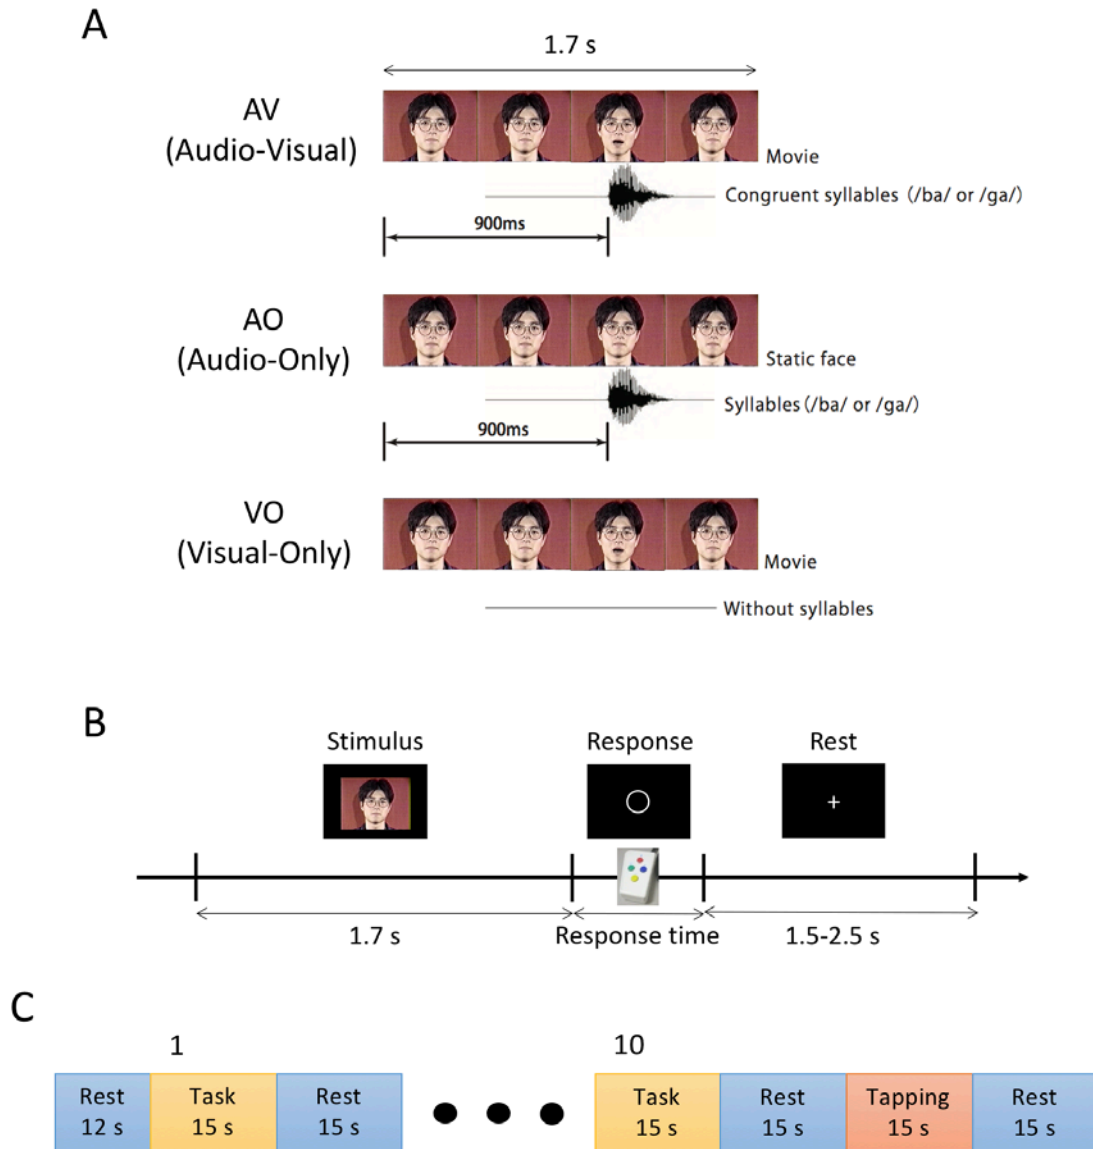 A
1.7 s
AV
(Audio-Visual)
Movie
Congruent syllables (/ba/ or /ga/)
900ms
AO
(Audio-Only)
Static face
Syllables(/ba/ or /ga/)
900ms
VO
(Visual-Only)
Movie
Without syllables
B
Stimulus Response Rest
1.7 s Response time 1.5-2.5 s
C
1 10
Rest Task Rest Task Rest Tapping Rest
12 s 15 s 15 s 15 s 15 s 15 s 15 s